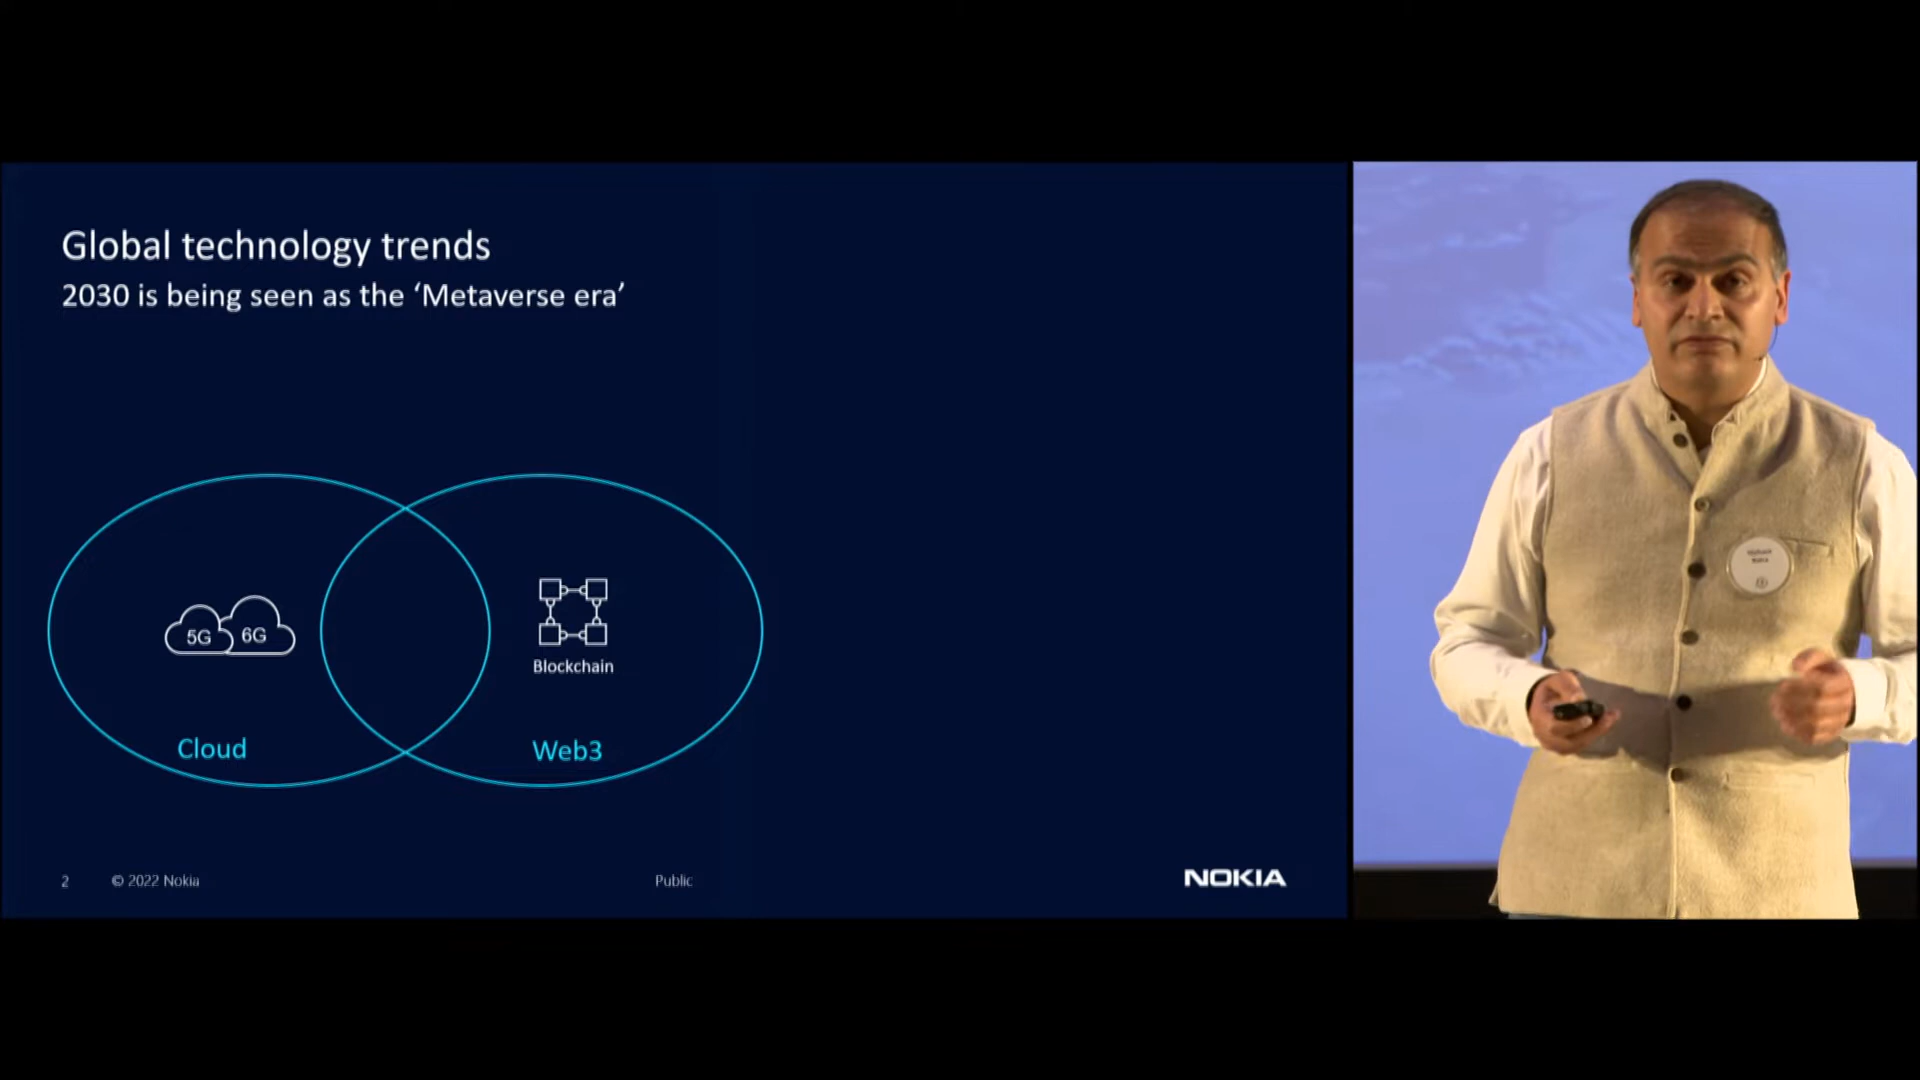 Global technology trends
2030 is being seen as the ‘Metaverse era’
5G
6G
Blockchain
Cloud
Web3
2
© 2022 Nokia
Public
NOKIA